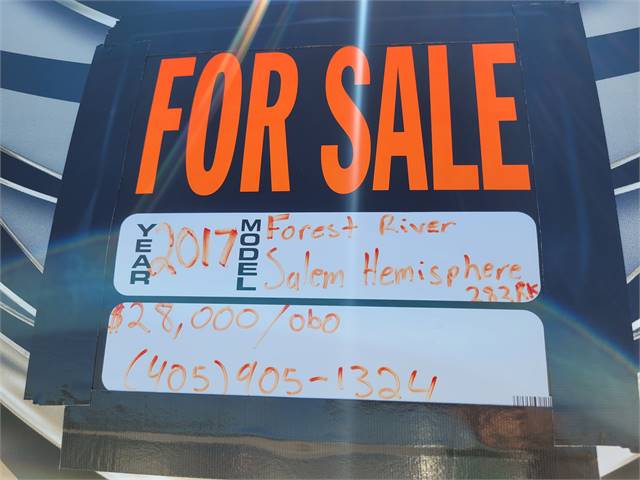 FOR SALE
YEAR 2017 MODEL Forest River
Salem Hemisphere
282RK
$28,000/obo
(405)905-1324